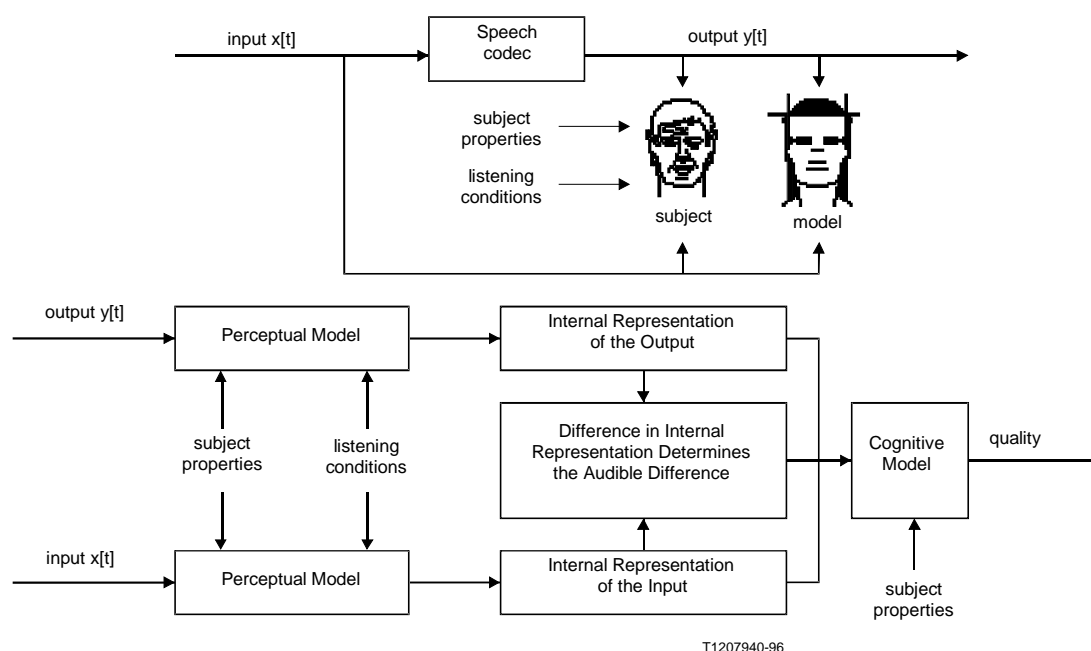 input x[t]
Speech
codec
output y[t]
subject
properties
listening
conditions
subject
model
output y[t]
Perceptual Model
Internal Representation
of the Output
subject
properties
listening
conditions
Difference in Internal
Representation Determines
the Audible Difference
Cognitive
Model
quality
input x[t]
Perceptual Model
Internal Representation
of the Input
subject
properties
T1207940-96